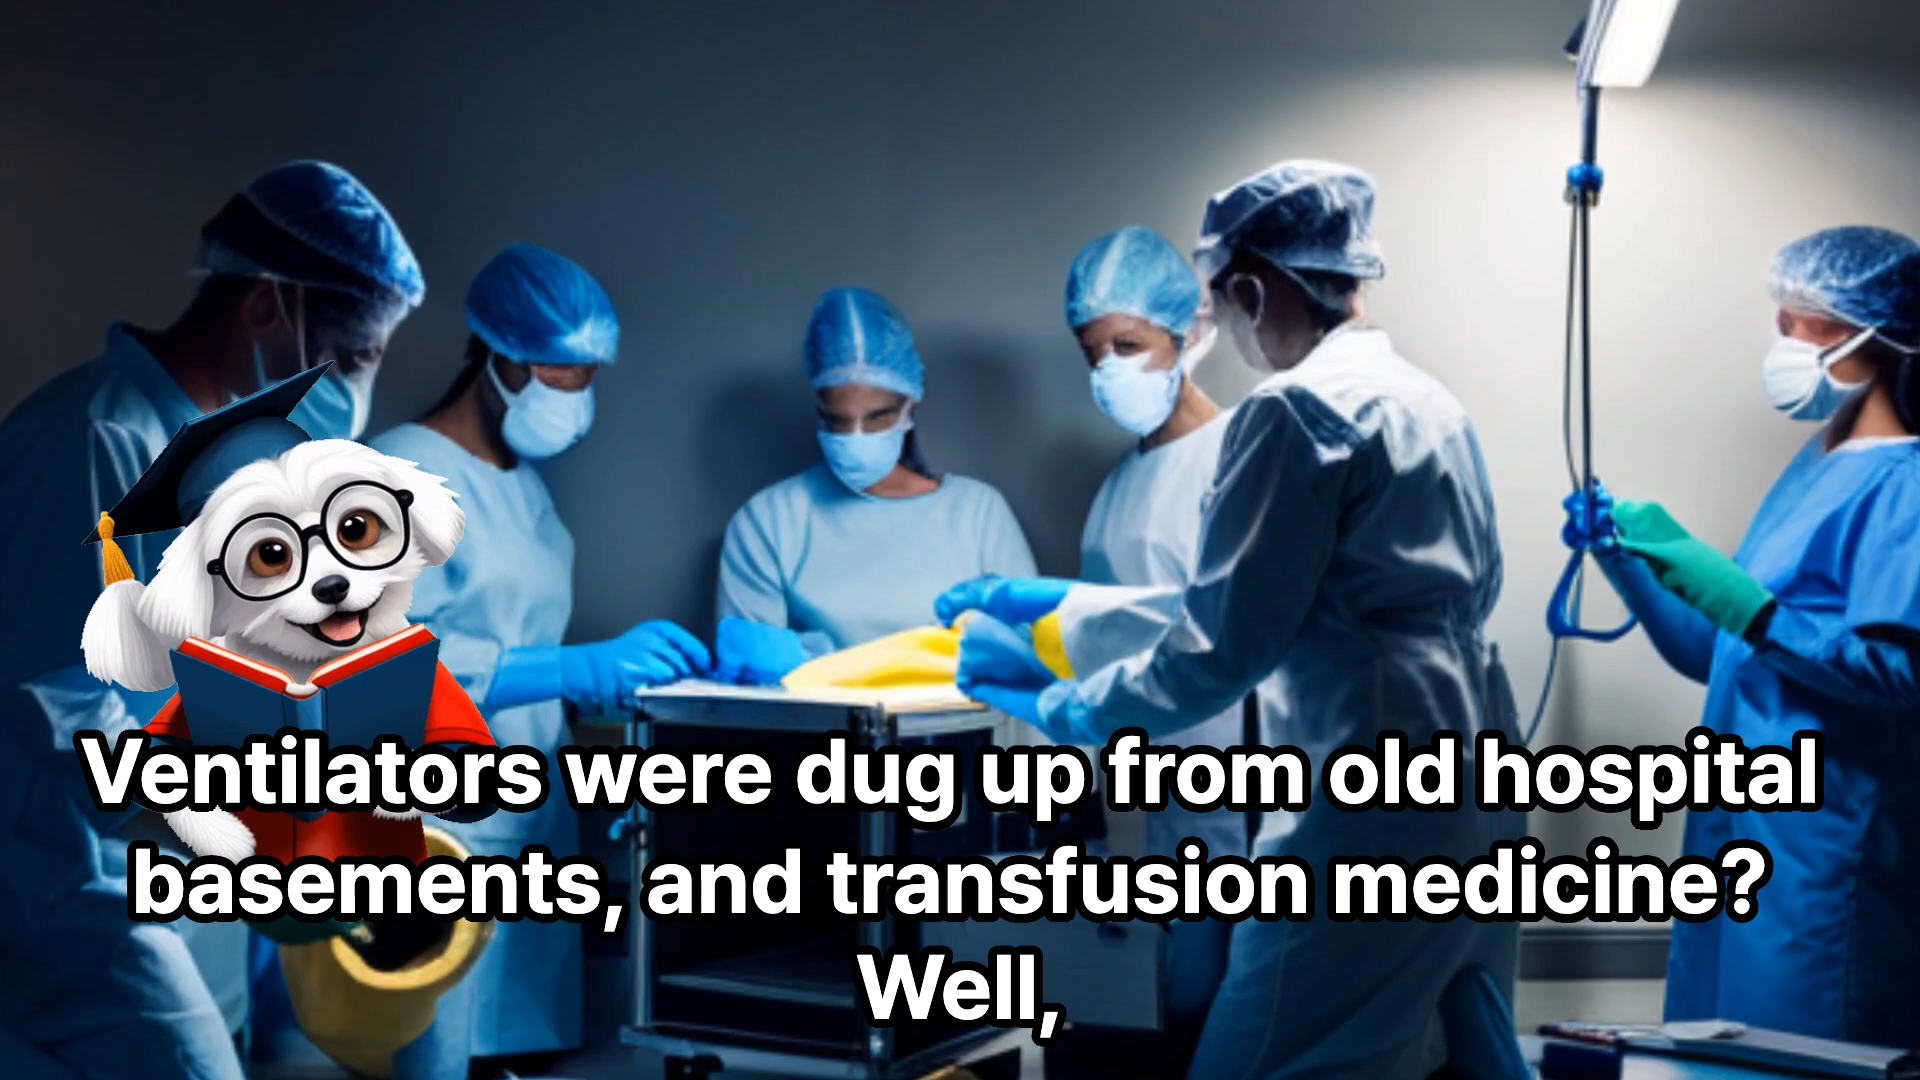 Ventilators were dug up from old hospital
basements, and transfusion medicine?
Well,